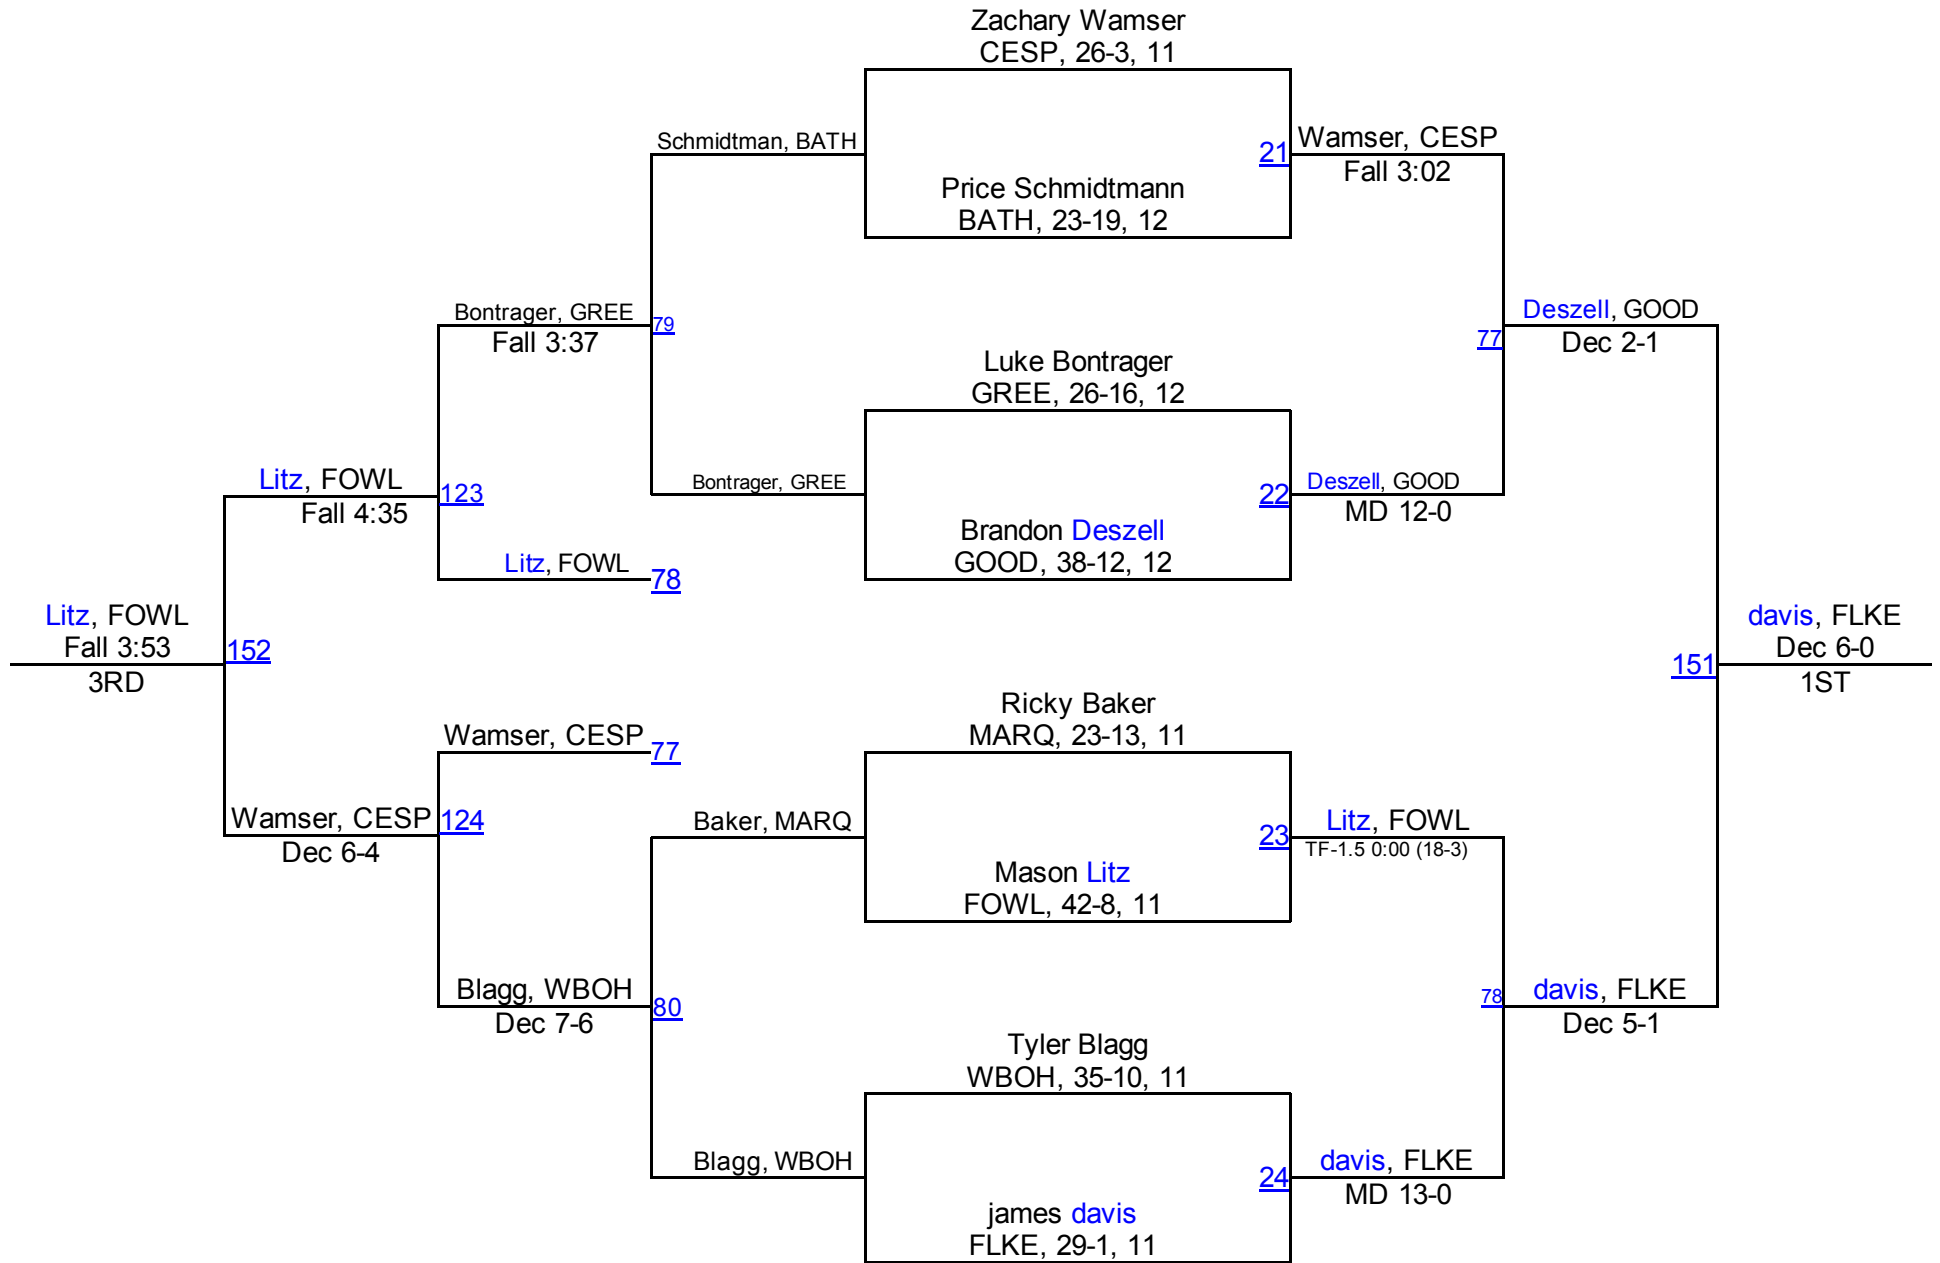 Zachary Wamser
CESP, 26-3, 11
Schmidtman, BATH
21
Wamser, CESP
Fall 3:02
Price Schmidtmann
BATH, 23-19, 12
Bontrager, GREE
Fall 3:37
79
Deszell, GOOD
Dec 2-1
77
Luke Bontrager
GREE, 26-16, 12
Litz, FOWL
Fall 4:35
123
Bontrager, GREE
22
Deszell, GOOD
MD 12-0
Brandon Deszell
GOOD, 38-12, 12
Litz, FOWL
78
Litz, FOWL
Fall 3:53
3RD
152
davis, FLKE
Dec 6-0
1ST
151
Ricky Baker
MARQ, 23-13, 11
Wamser, CESP
77
Wamser, CESP
Dec 6-4
124
Baker, MARQ
23
Litz, FOWL
TF-1.5 0:00 (18-3)
Mason Litz
FOWL, 42-8, 11
Blagg, WBOH
Dec 7-6
80
78
davis, FLKE
Dec 5-1
Tyler Blagg
WBOH, 35-10, 11
Blagg, WBOH
24
davis, FLKE
MD 13-0
james davis
FLKE, 29-1, 11